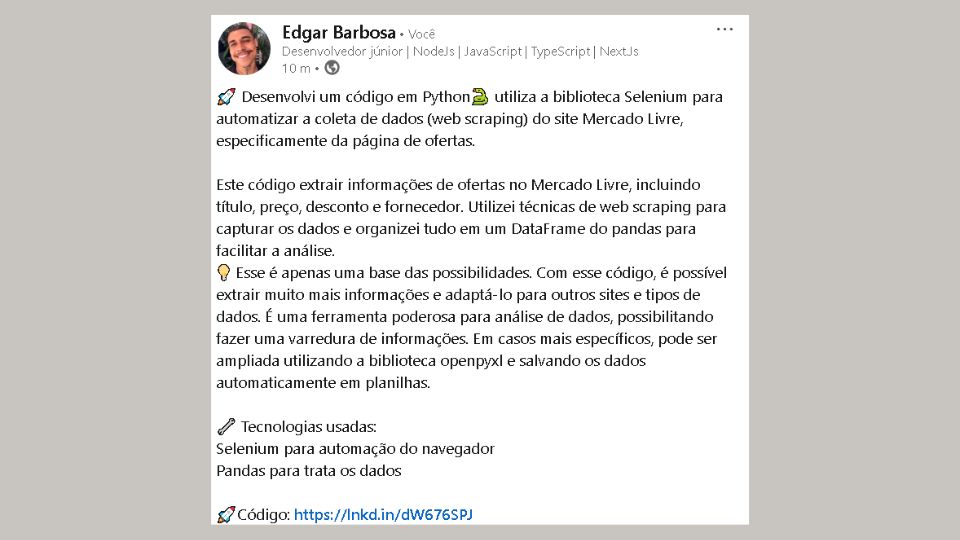 Edgar Barbosa • Você
Desenvolvedor júnior | NodeJs | JavaScript | TypeScript | NextJs
10 m •
🚀 Desenvolvi um código em Python🐍 utiliza a biblioteca Selenium para
automatizar a coleta de dados (web scraping) do site Mercado Livre,
especificamente da página de ofertas.
Este código extrair informações de ofertas no Mercado Livre, incluindo
título, preço, desconto e fornecedor. Utilizei técnicas de web scraping para
capturar os dados e organizei tudo em um DataFrame do pandas para
facilitar a análise.
💡 Esse é apenas uma base das possibilidades. Com esse código, é possível
extrair muito mais informações e adaptá-lo para outros sites e tipos de
dados. É uma ferramenta poderosa para análise de dados, possibilitando
fazer uma varredura de informações. Em casos mais específicos, pode ser
ampliada utilizando a biblioteca openpyxl e salvando os dados
automaticamente em planilhas.
🔧 Tecnologias usadas:
Selenium para automação do navegador
Pandas para trata os dados
🚀Código: https://lnkd.in/dW676SPJ